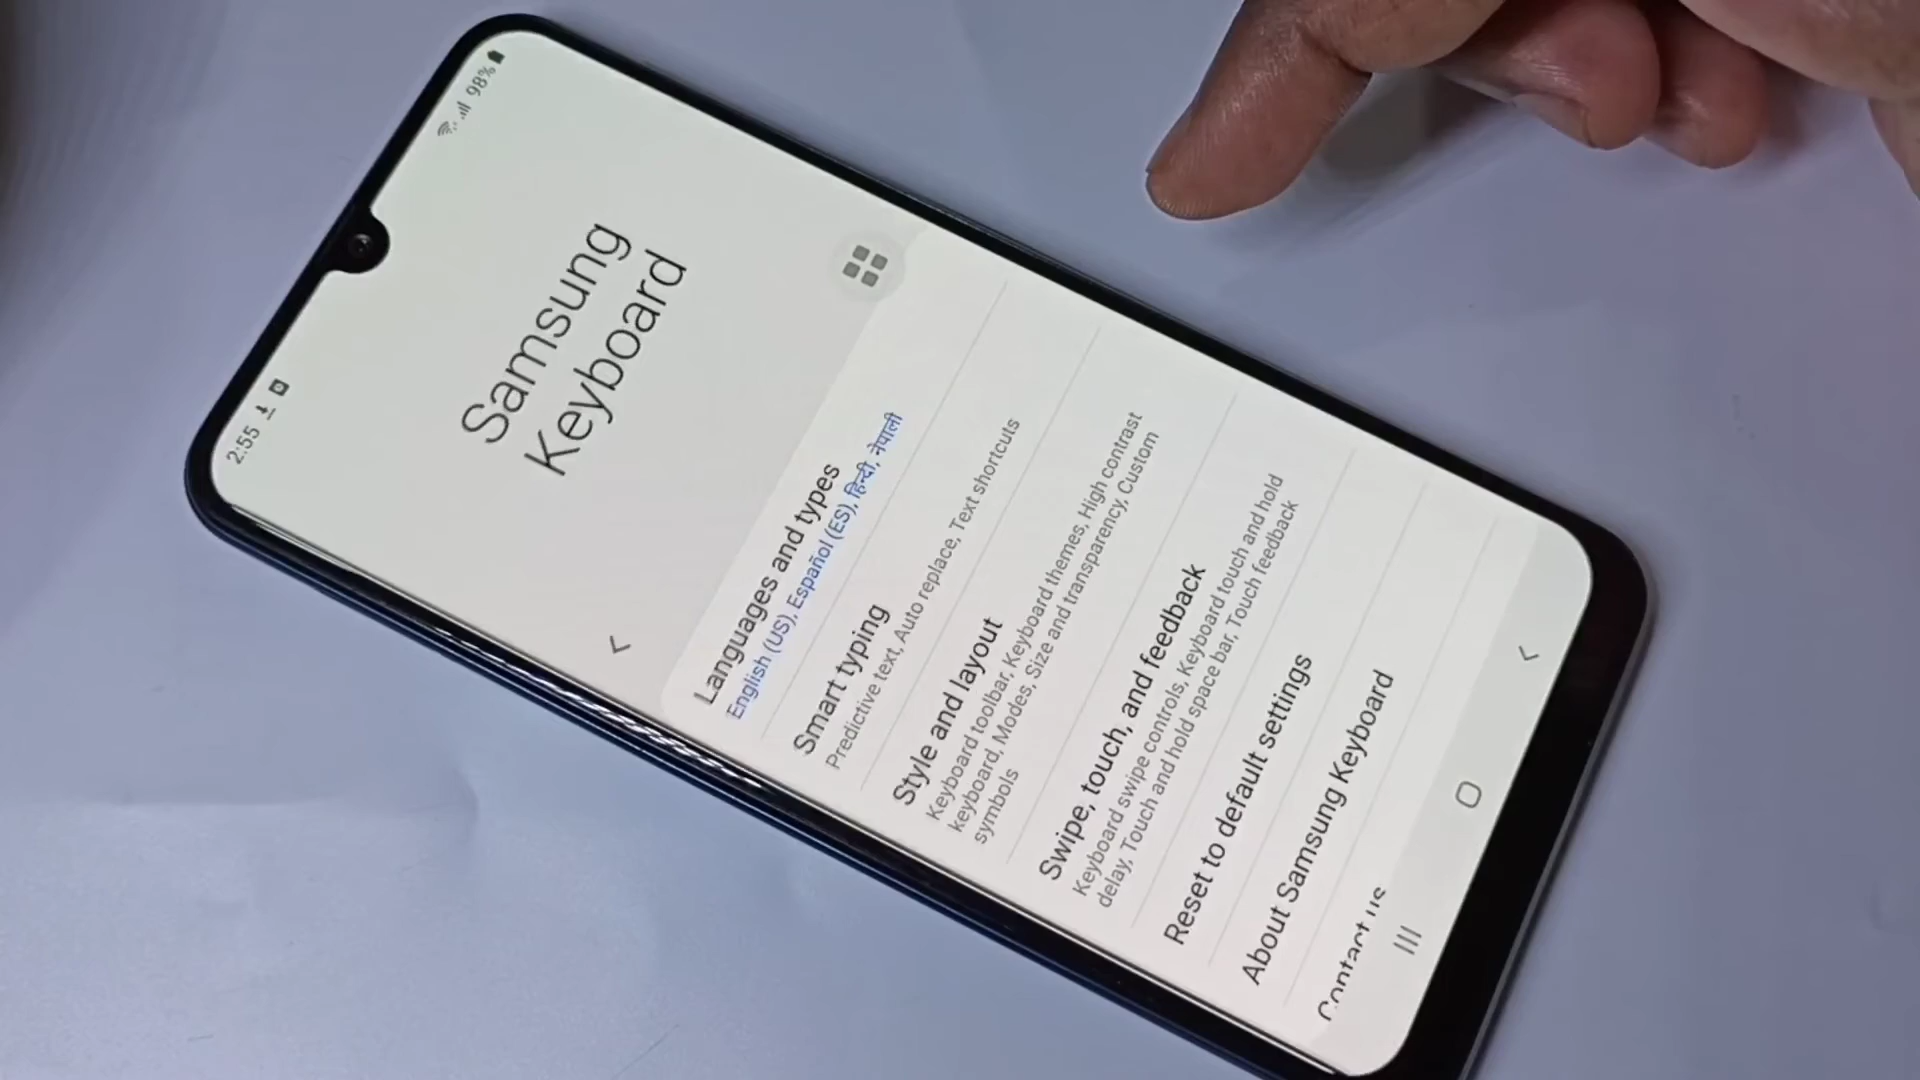 2:55
98%
Samsung
Keyboard
Languages and types
English (US), Español (ES), हिन्दी, नेपाली
Smart typing
Predictive text, Auto replace, Text shortcuts
Style and layout
Keyboard toolbar, Keyboard themes, High contrast
keyboard, Modes, Size and transparency, Custom
symbols
Swipe, touch, and feedback
Keyboard swipe controls, Keyboard touch and hold
delay, Touch and hold space bar, Touch feedback
Reset to default settings
About Samsung Keyboard
Contact us